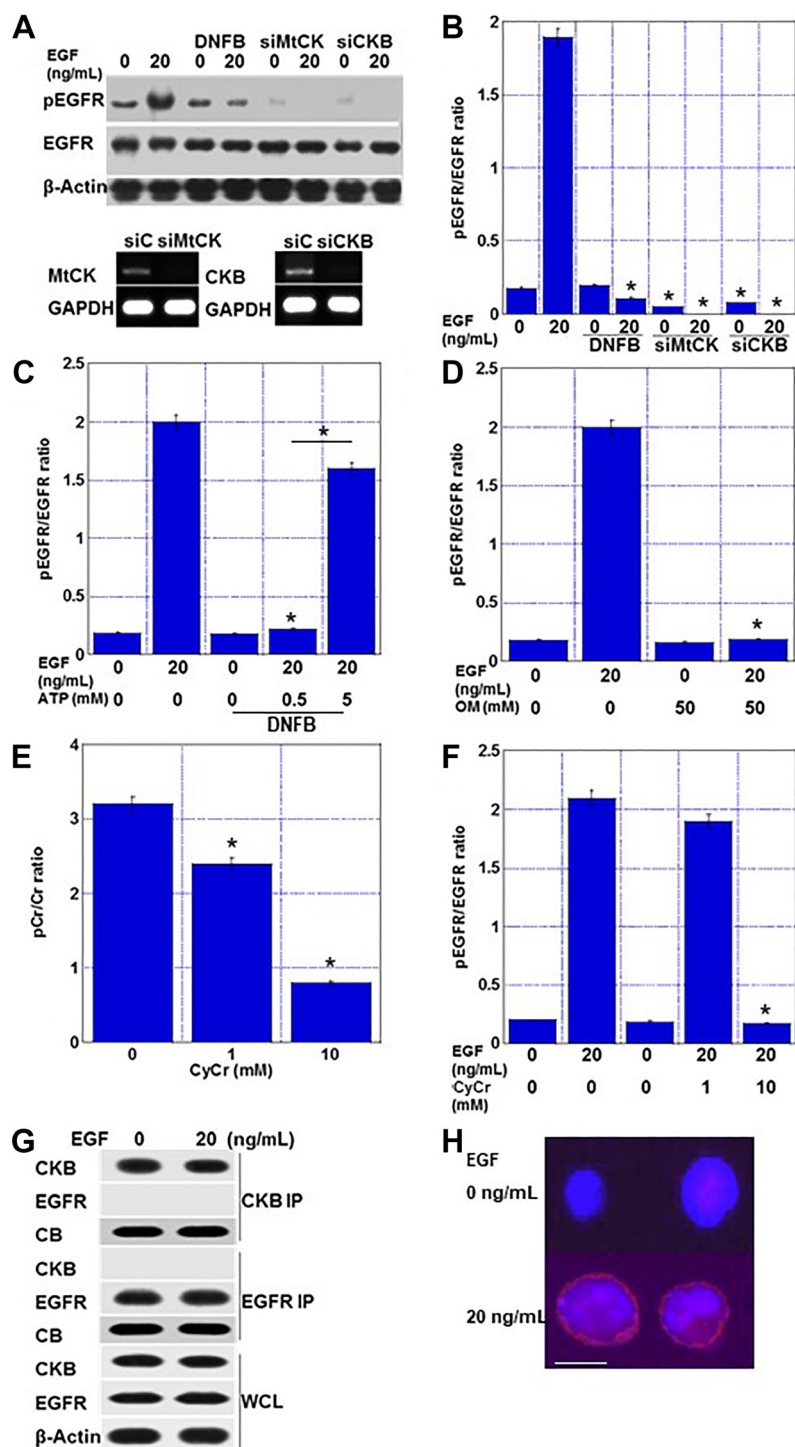 A
EGF (ng/mL)
DNFB siMtCK siCKB
0 20 0 20 0 20 0 20
pEGFR
EGFR
β-Actin
siC siMtCK siC siCKB
MtCK CKB
GAPDH GAPDH
B
pEGFR/EGFR ratio
2
1.5
1
0.5
0
* * * * *
EGF (ng/mL)
0 20 0 20 0 20 0 20
DNFB siMtCK siCKB
C
pEGFR/EGFR ratio
2.5
2
1.5
1
0.5
0
*
*
EGF (ng/mL)
0 20 0 20 20
ATP (mM) 0 0 0 0.5 5
DNFB
D
pEGFR/EGFR ratio
2.5
2
1.5
1
0.5
0
*
EGF (ng/mL)
0 20 0 20
OM (mM) 0 0 50 50
E
pCr/Cr ratio
4
3
2
1
0
*
*
0 1 10
CyCr (mM)
F
pEGFR/EGFR ratio
2.5
2
1.5
1
0.5
0
*
EGF (ng/mL)
0 20 0 20 20
CyCr (mM)
0 0 0 1 10
G
EGF 0 20 (ng/mL)
CKB
EGFR CKB IP
CB
CKB
EGFR EGFR IP
CB
CKB
EGFR WCL
β-Actin
H
EGF
0 ng/mL
20 ng/mL